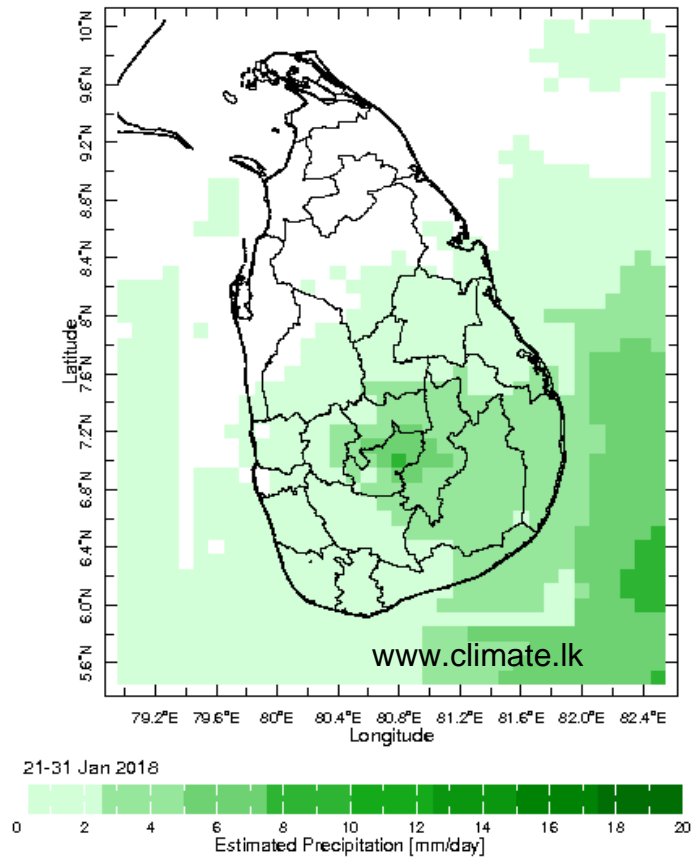 10°N
9.6°N
9.2°N
8.8°N
8.4°N
8°N
7.6°N
7.2°N
6.8°N
6.4°N
6.0°N
5.6°N
Latitude
www.climate.lk
79.2°E 79.6°E 80°E 80.4°E 80.8°E 81.2°E 81.6°E 82.0°E 82.4°E
Longitude
21-31 Jan 2018
0 2 4 6 8 10 12 14 16 18 20
Estimated Precipitation [mm/day]